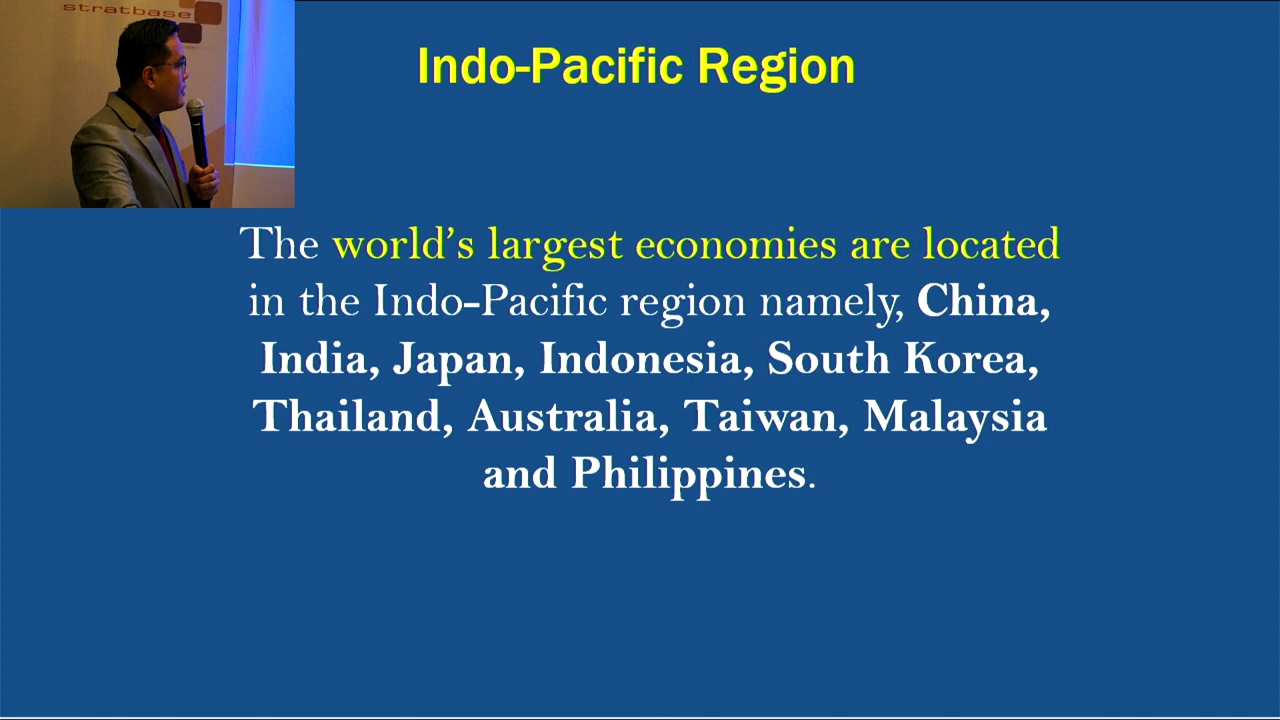 stratbase
Indo-Pacific Region
The world's largest economies are located
in the Indo-Pacific region namely, China,
India, Japan, Indonesia, South Korea,
Thailand, Australia, Taiwan, Malaysia
and Philippines.